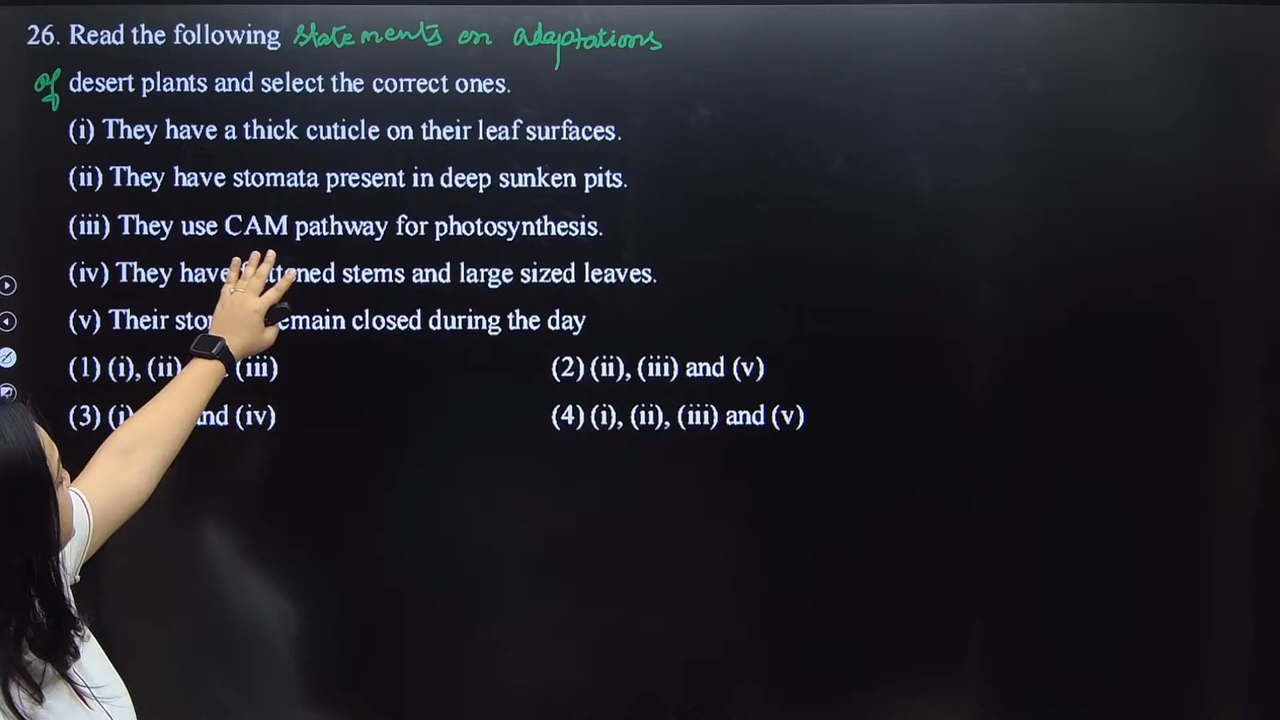 26. Read the following statements on adaptations
of desert plants and select the correct ones.
(i) They have a thick cuticle on their leaf surfaces.
(ii) They have stomata present in deep sunken pits.
(iii) They use CAM pathway for photosynthesis.
(iv) They have stems and large sized leaves.
(v) Their remain closed during the day
(1) (i), (ii) (iii)
(2) (ii), (iii) and (v)
(3) (i) and (iv)
(4) (i), (ii), (iii) and (v)